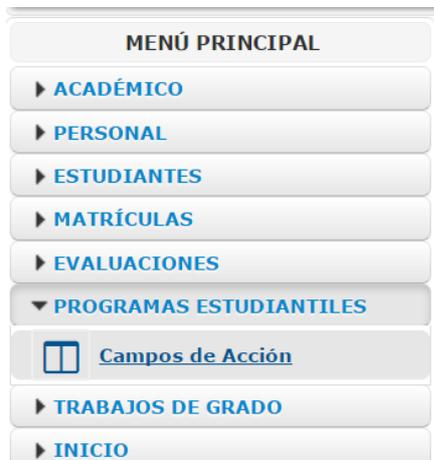 MENÚ PRINCIPAL
ACADÉMICO
PERSONAL
ESTUDIANTES
MATRÍCULAS
EVALUACIONES
PROGRAMAS ESTUDIANTILES
Campos de Acción
TRABAJOS DE GRADO
INICIO